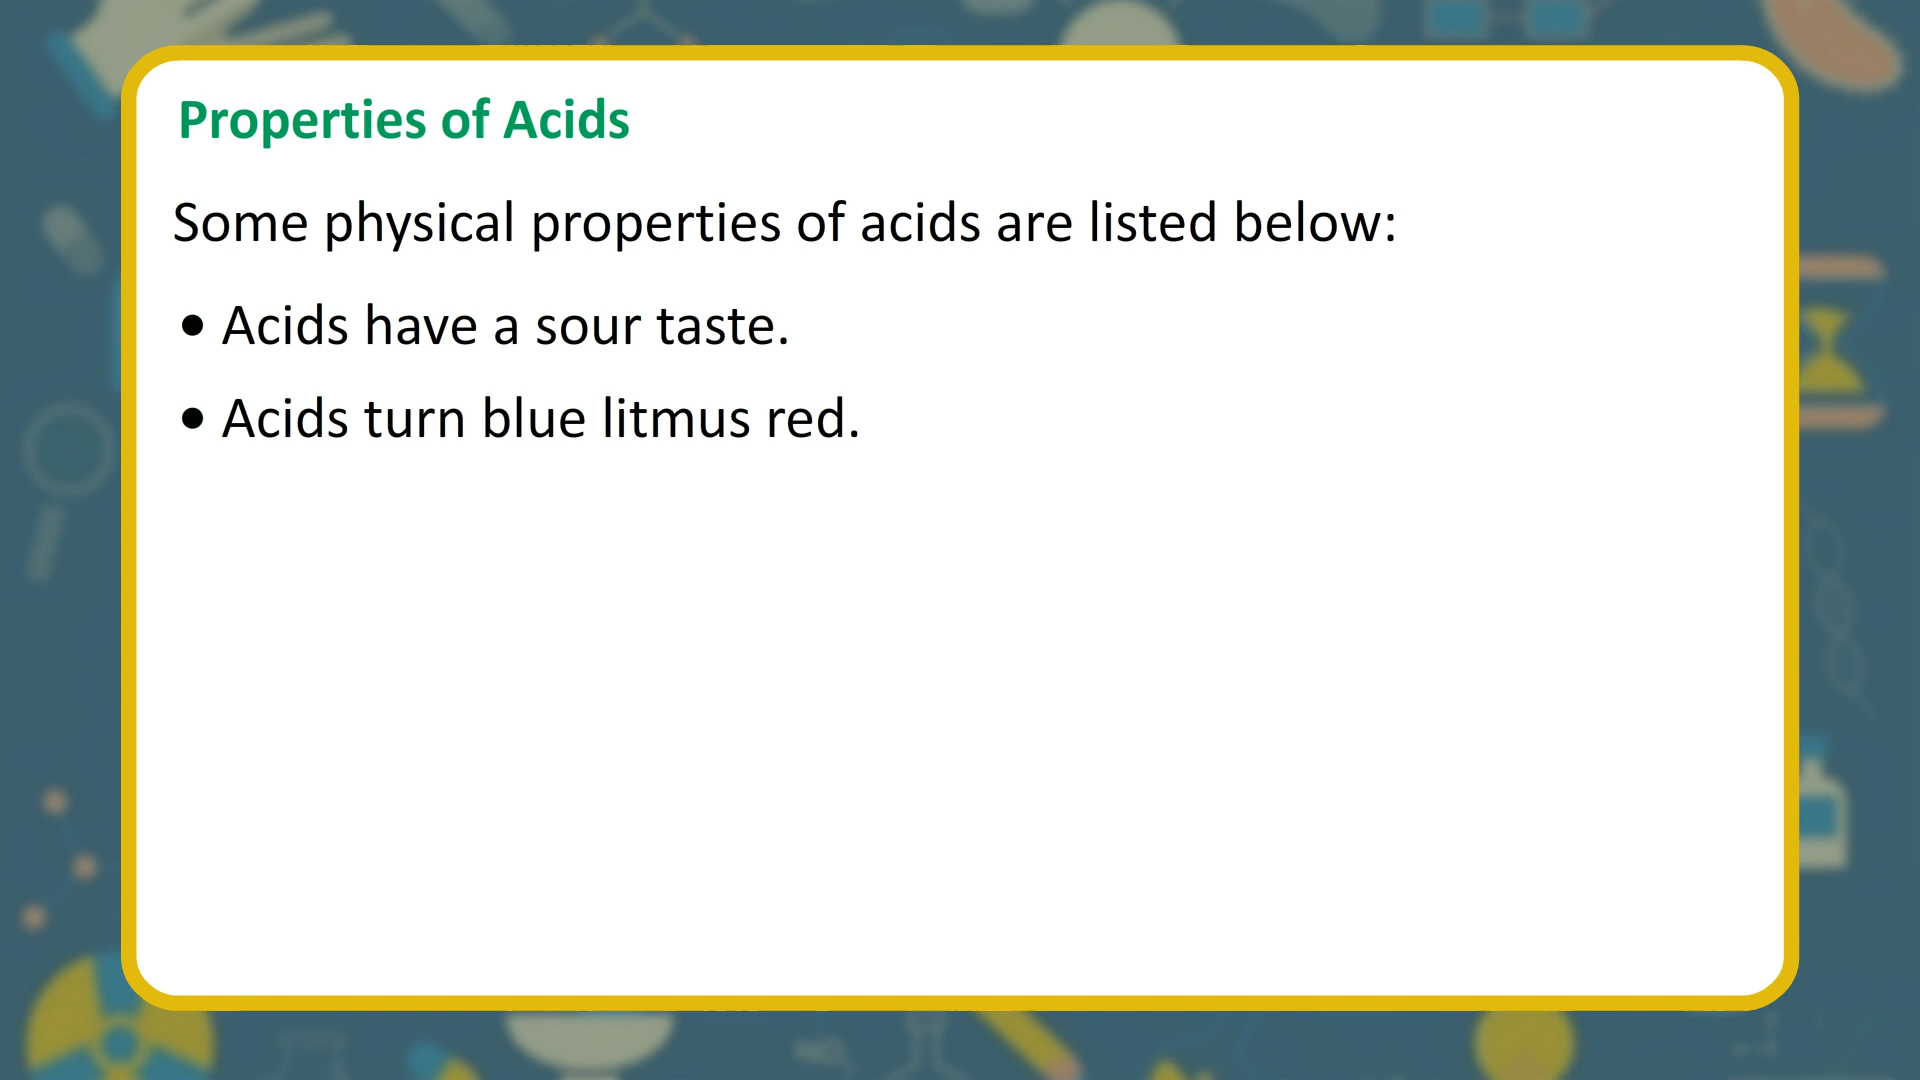 Properties of Acids
Some physical properties of acids are listed below:
• Acids have a sour taste.
• Acids turn blue litmus red.
NO₃